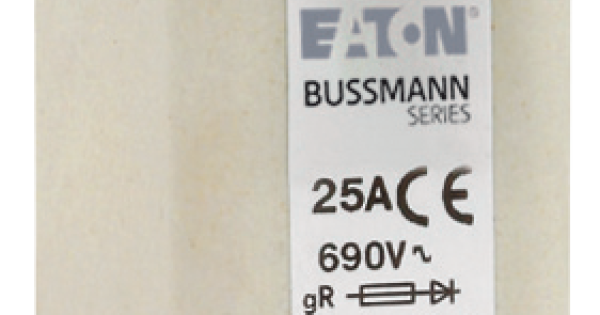 EATON®
BUSSMANN
SERIES
25A CE
690V~
gR